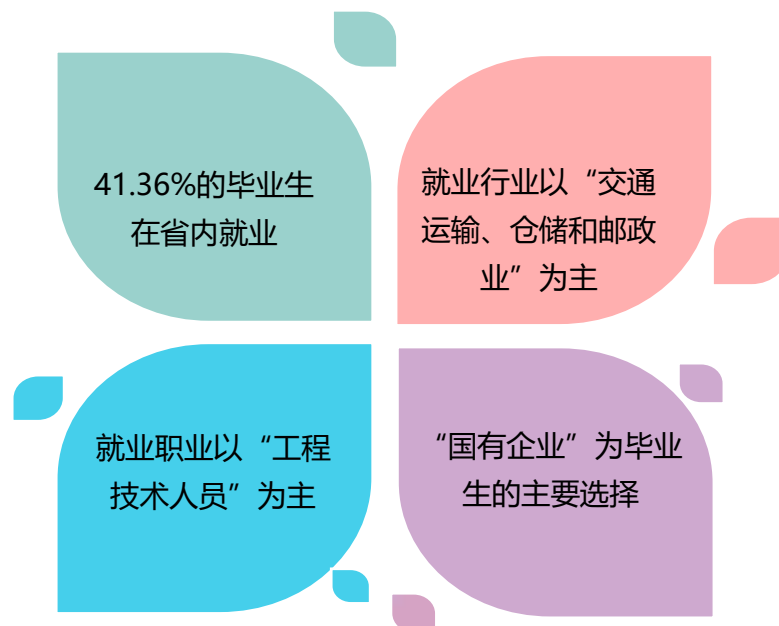 41.36%的毕业生
在省内就业
就业行业以“交通
运输、仓储和邮政
业”为主
就业职业以“工程
技术人员”为主
“国有企业”为毕业
生的主要选择